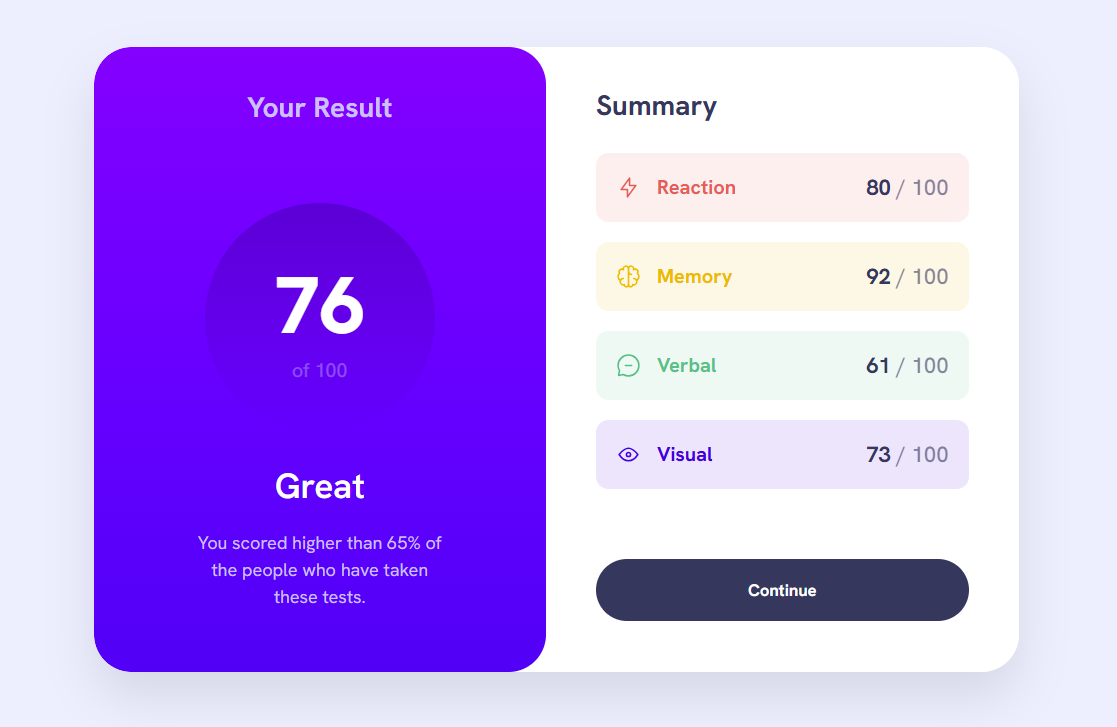 Your Result
76
of 100
Great
You scored higher than 65% of
the people who have taken
these tests.
Summary
Reaction 80 / 100
Memory 92 / 100
Verbal 61 / 100
Visual 73 / 100
Continue